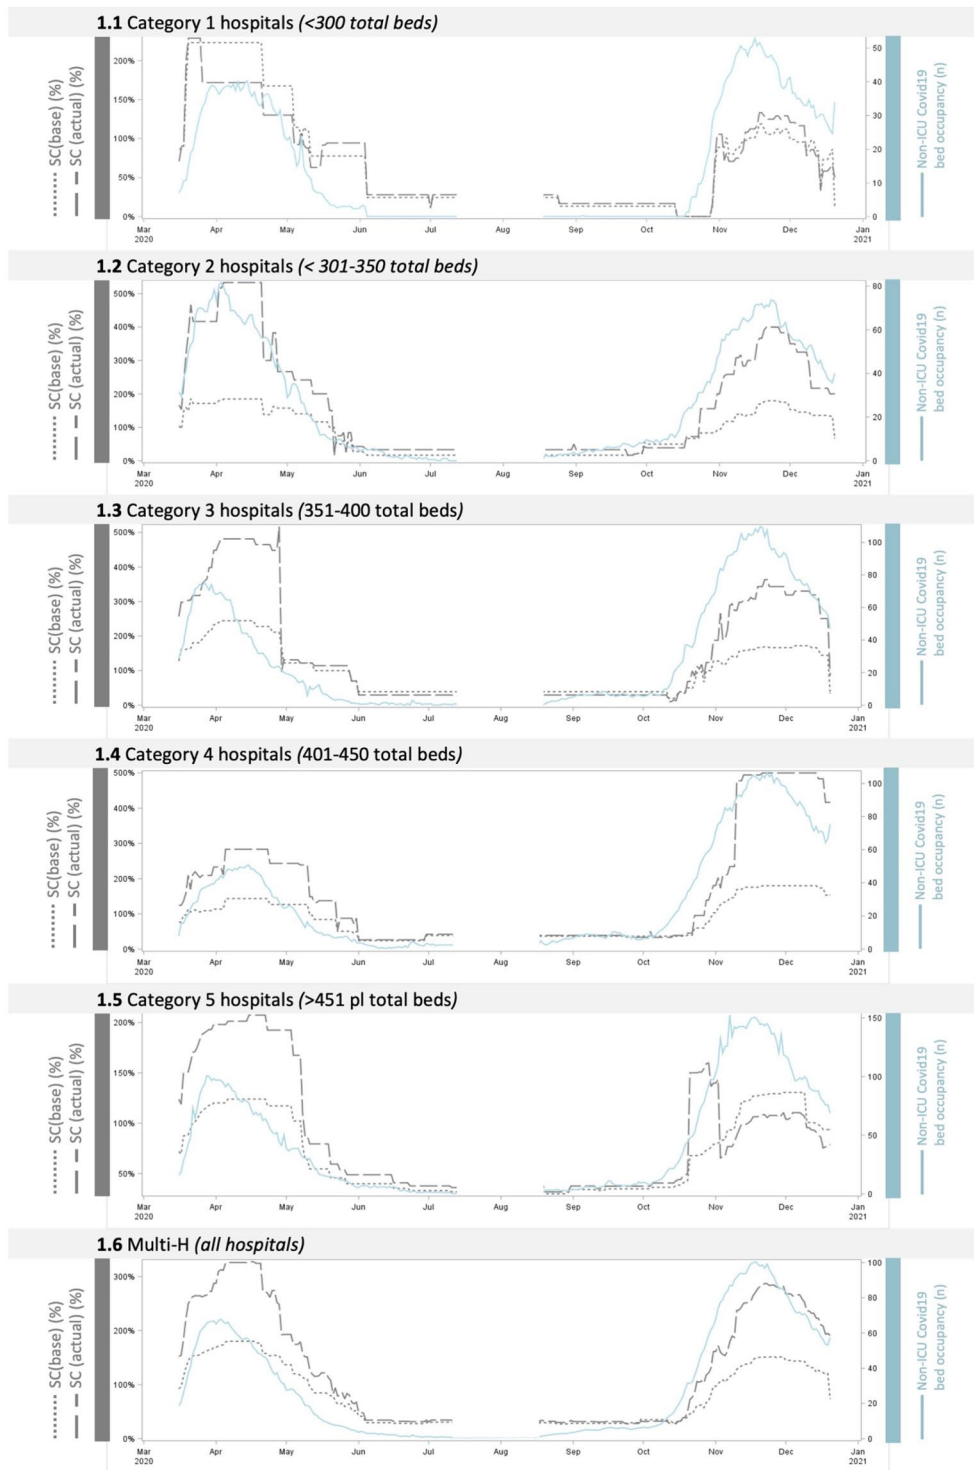 1.1 Category 1 hospitals (<300 total beds)
SC(base) (%)
SC (actual) (%)
200%
150%
100%
50%
0%
50
40
30
20
10
0
Non-ICU Covid19
bed occupancy (n)
Mar Apr May Jun Jul Aug Sep Oct Nov Dec Jan
2020 2021
1.2 Category 2 hospitals (< 301-350 total beds)
SC(base) (%)
SC (actual) (%)
500%
400%
300%
200%
100%
0%
80
60
40
20
0
Non-ICU Covid19
bed occupancy (n)
Mar Apr May Jun Jul Aug Sep Oct Nov Dec Jan
2020 2021
1.3 Category 3 hospitals (351-400 total beds)
SC(base) (%)
SC (actual) (%)
500%
400%
300%
200%
100%
0%
100
80
60
40
20
0
Non-ICU Covid19
bed occupancy (n)
Mar Apr May Jun Jul Aug Sep Oct Nov Dec Jan
2020 2021
1.4 Category 4 hospitals (401-450 total beds)
SC(base) (%)
SC (actual) (%)
500%
400%
300%
200%
100%
0%
100
80
60
40
20
0
Non-ICU Covid19
bed occupancy (n)
Mar Apr May Jun Jul Aug Sep Oct Nov Dec Jan
2020 2021
1.5 Category 5 hospitals (>451 pl total beds)
SC(base) (%)
SC (actual) (%)
200%
150%
100%
50%
150
100
50
0
Non-ICU Covid19
bed occupancy (n)
Mar Apr May Jun Jul Aug Sep Oct Nov Dec Jan
2020 2021
1.6 Multi-H (all hospitals)
SC(base) (%)
SC (actual) (%)
300%
200%
100%
0%
100
80
60
40
20
0
Non-ICU Covid19
bed occupancy (n)
Mar Apr May Jun Jul Aug Sep Oct Nov Dec Jan
2020 2021